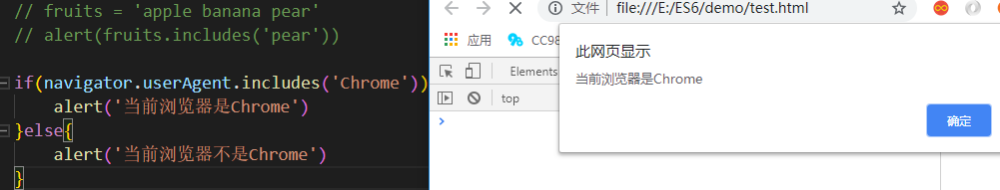 // fruits = 'apple banana pear'
// alert(fruits.includes('pear'))
if(navigator.userAgent.includes('Chrome')){
alert('当前浏览器是Chrome')
}else{
alert('当前浏览器不是Chrome')
}
文件 file:///E:/ES6/demo/test.html
应用 CC98
Elements
top
此网页显示
当前浏览器是Chrome
确定